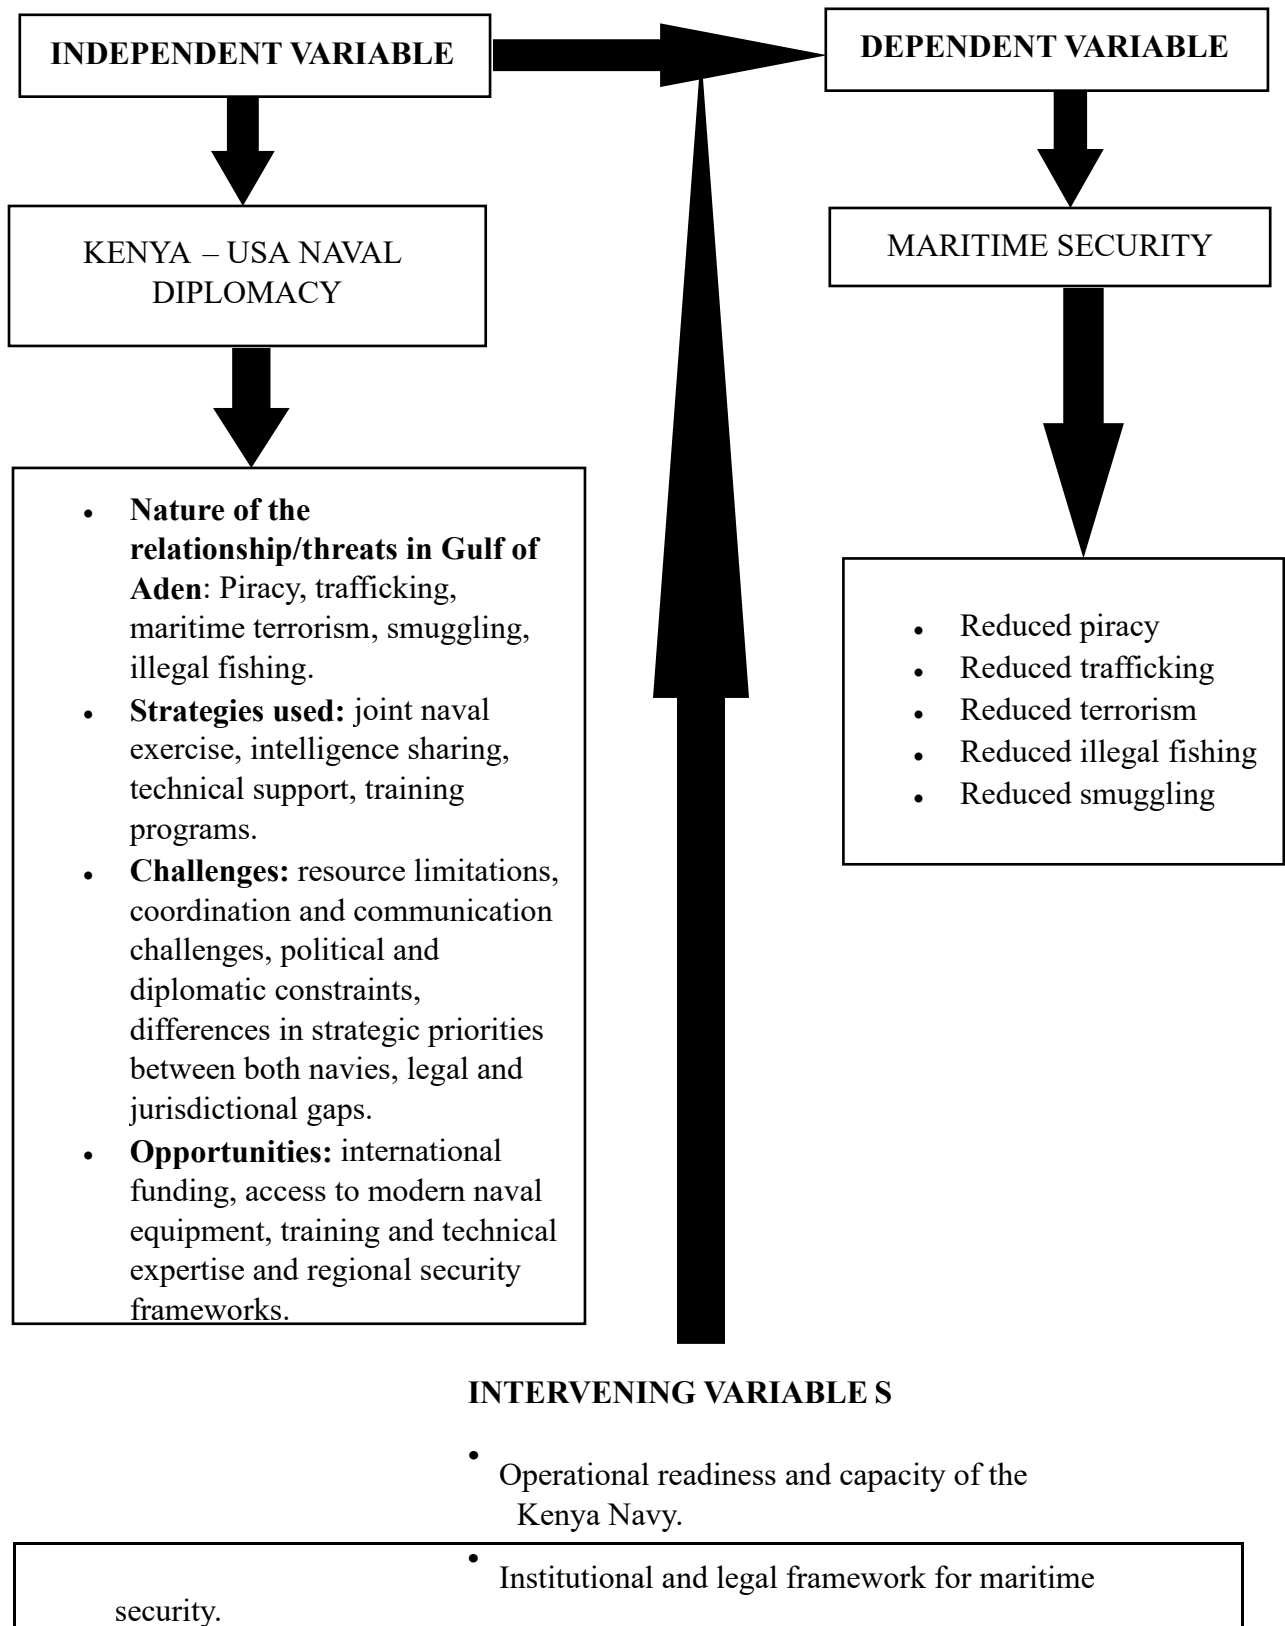 INDEPENDENT VARIABLE
DEPENDENT VARIABLE
KENYA – USA NAVAL
DIPLOMACY
MARITIME SECURITY
• Nature of the
relationship/threats in Gulf of
Aden: Piracy, trafficking,
maritime terrorism, smuggling,
illegal fishing.
• Strategies used: joint naval
exercise, intelligence sharing,
technical support, training
programs.
• Challenges: resource limitations,
coordination and communication
challenges, political and
diplomatic constraints,
differences in strategic priorities
between both navies, legal and
jurisdictional gaps.
• Opportunities: international
funding, access to modern naval
equipment, training and technical
expertise and regional security
frameworks.
• Reduced piracy
• Reduced trafficking
• Reduced terrorism
• Reduced illegal fishing
• Reduced smuggling
INTERVENING VARIABLE S
• Operational readiness and capacity of the
Kenya Navy.
• Institutional and legal framework for maritime
security.